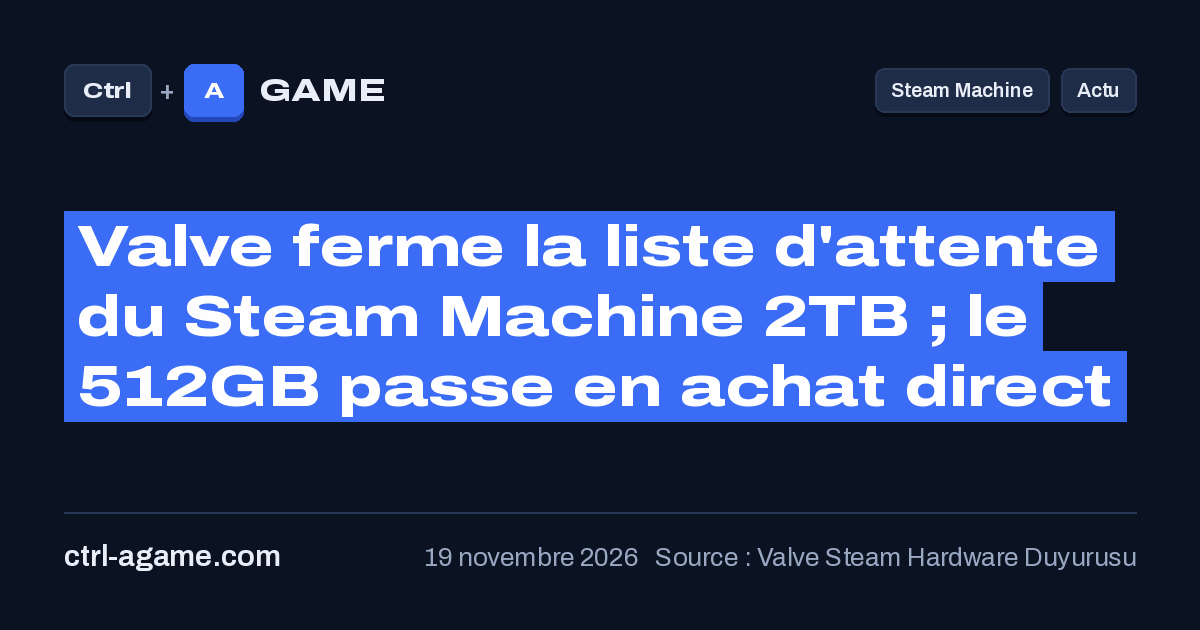 Ctrl + A GAME
Steam Machine Actu
Valve ferme la liste d'attente
du Steam Machine 2TB ; le
512GB passe en achat direct
ctrl-agame.com
19 novembre 2026 Source : Valve Steam Hardware Duyurusu